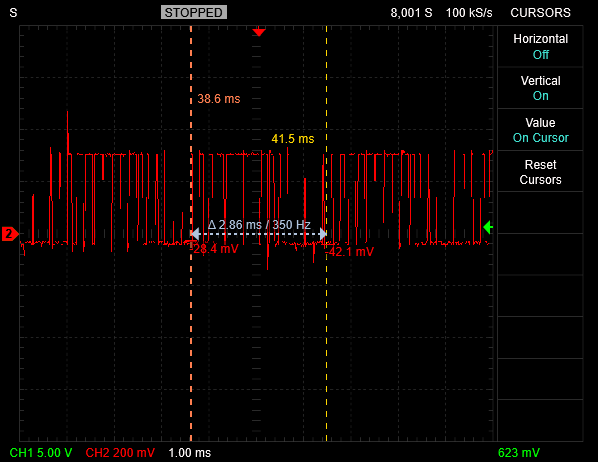 S STOPPED 8,001 S 100 kS/s CURSORS
Horizontal
Off
Vertical
On
Value
On Cursor
Reset
Cursors
38.6 ms
41.5 ms
Δ 2.86 ms / 350 Hz
2
-28.4 mV
-42.1 mV
CH1 5.00 V CH2 200 mV 1.00 ms 623 mV